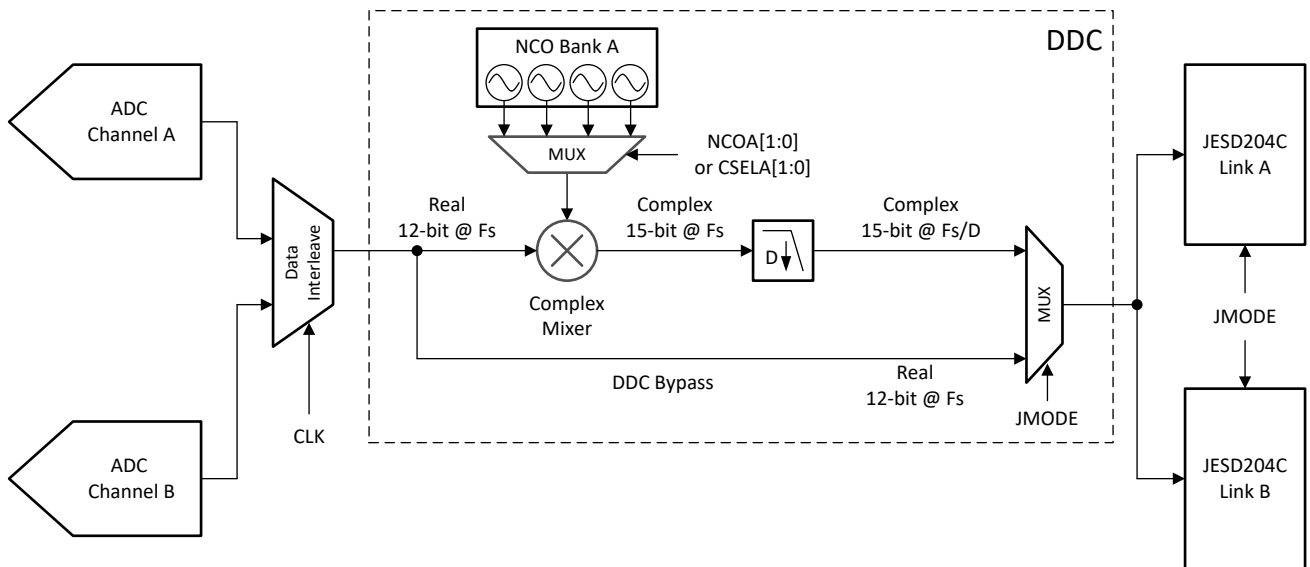 DDC
NCO Bank A
ADC
Channel A
MUX
NCOA[1:0]
or CSELA[1:0]
JESD204C
Link A
Data
Interleave
Real
12-bit @ Fs
Complex
15-bit @ Fs
D
Complex
15-bit @ Fs/D
Complex
Mixer
MUX
JMODE
DDC Bypass
Real
12-bit @ Fs
JMODE
CLK
ADC
Channel B
JESD204C
Link B